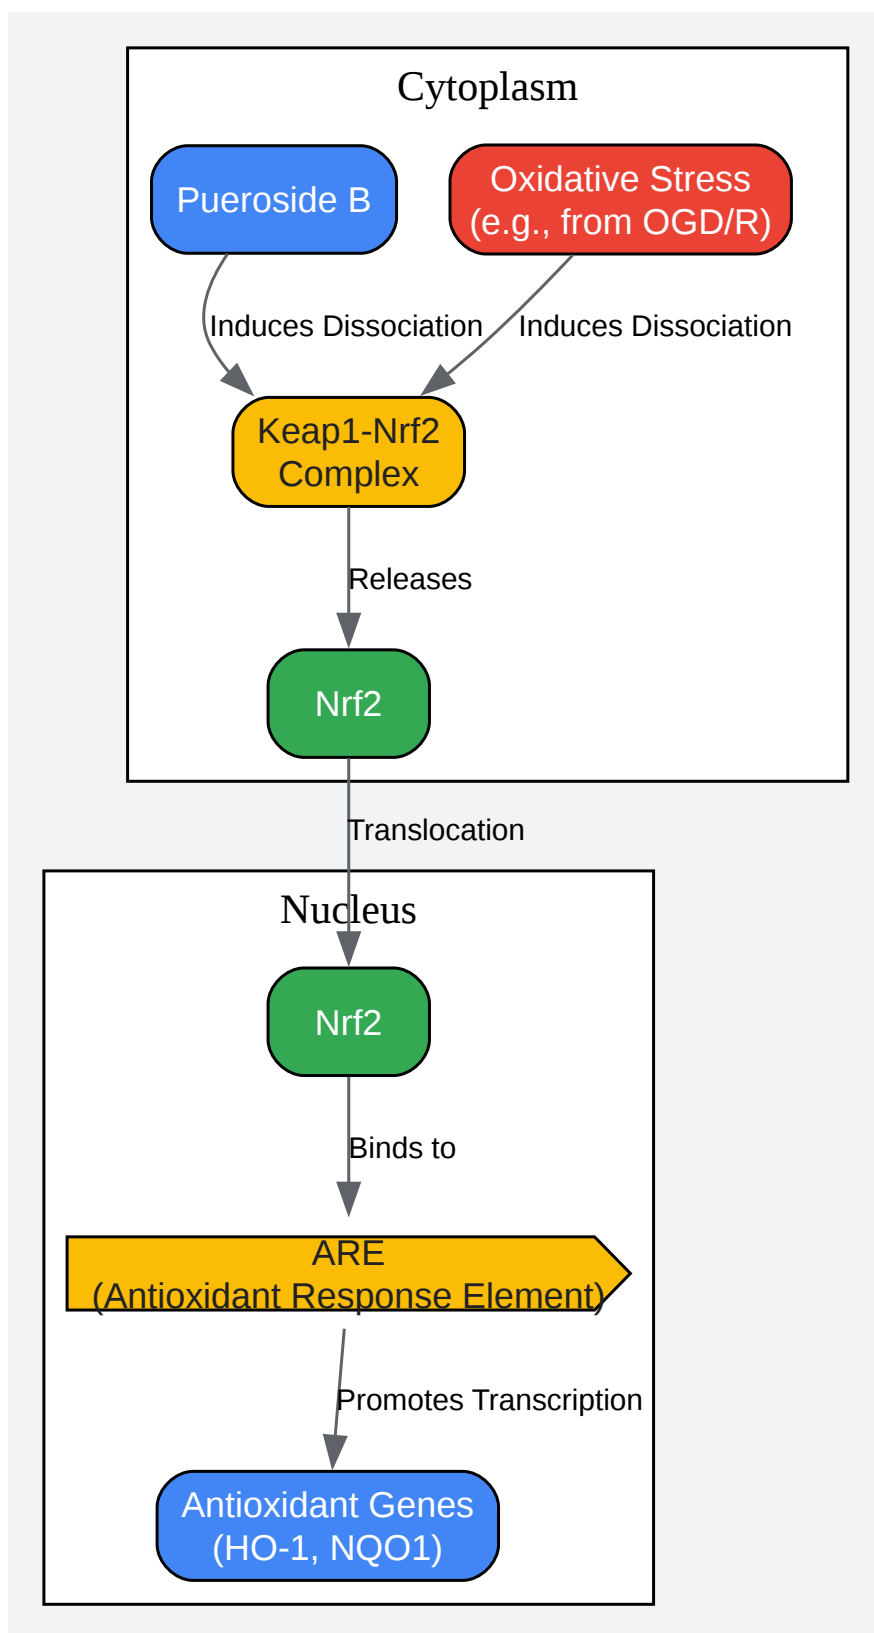 Cytoplasm
Pueroside B
Oxidative Stress
(e.g., from OGD/R)
Induces Dissociation
Induces Dissociation
Keap1-Nrf2
Complex
Releases
Nrf2
Translocation
Nucleus
Nrf2
Binds to
ARE
(Antioxidant Response Element)
Promotes Transcription
Antioxidant Genes
(HO-1, NQO1)